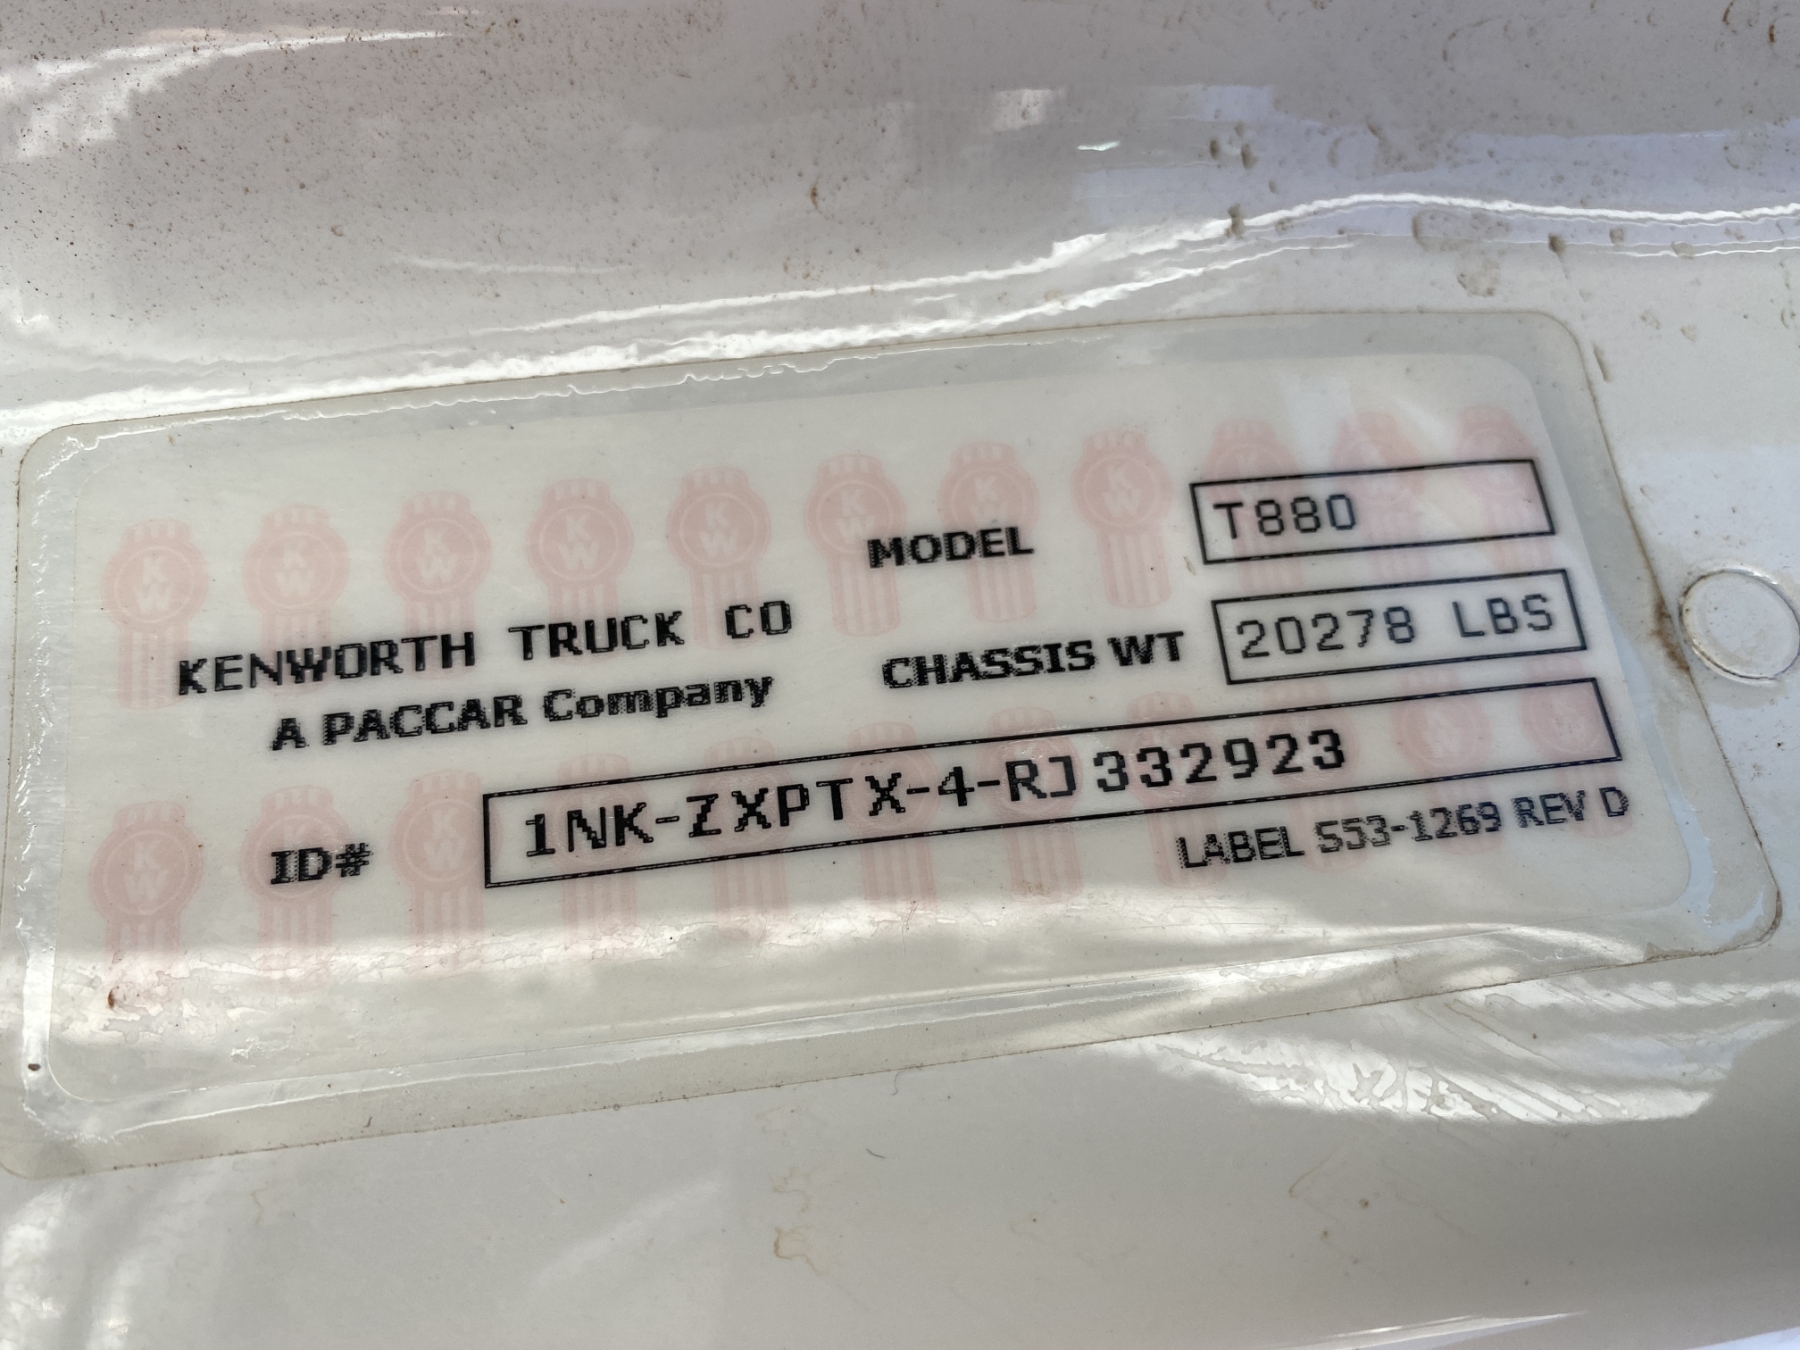 MODEL T880
KENWORTH TRUCK CO
A PACCAR Company
CHASSIS WT 20278 LBS
ID# 1NK-ZXPTX-4-RJ332923
LABEL S53-1269 REV D